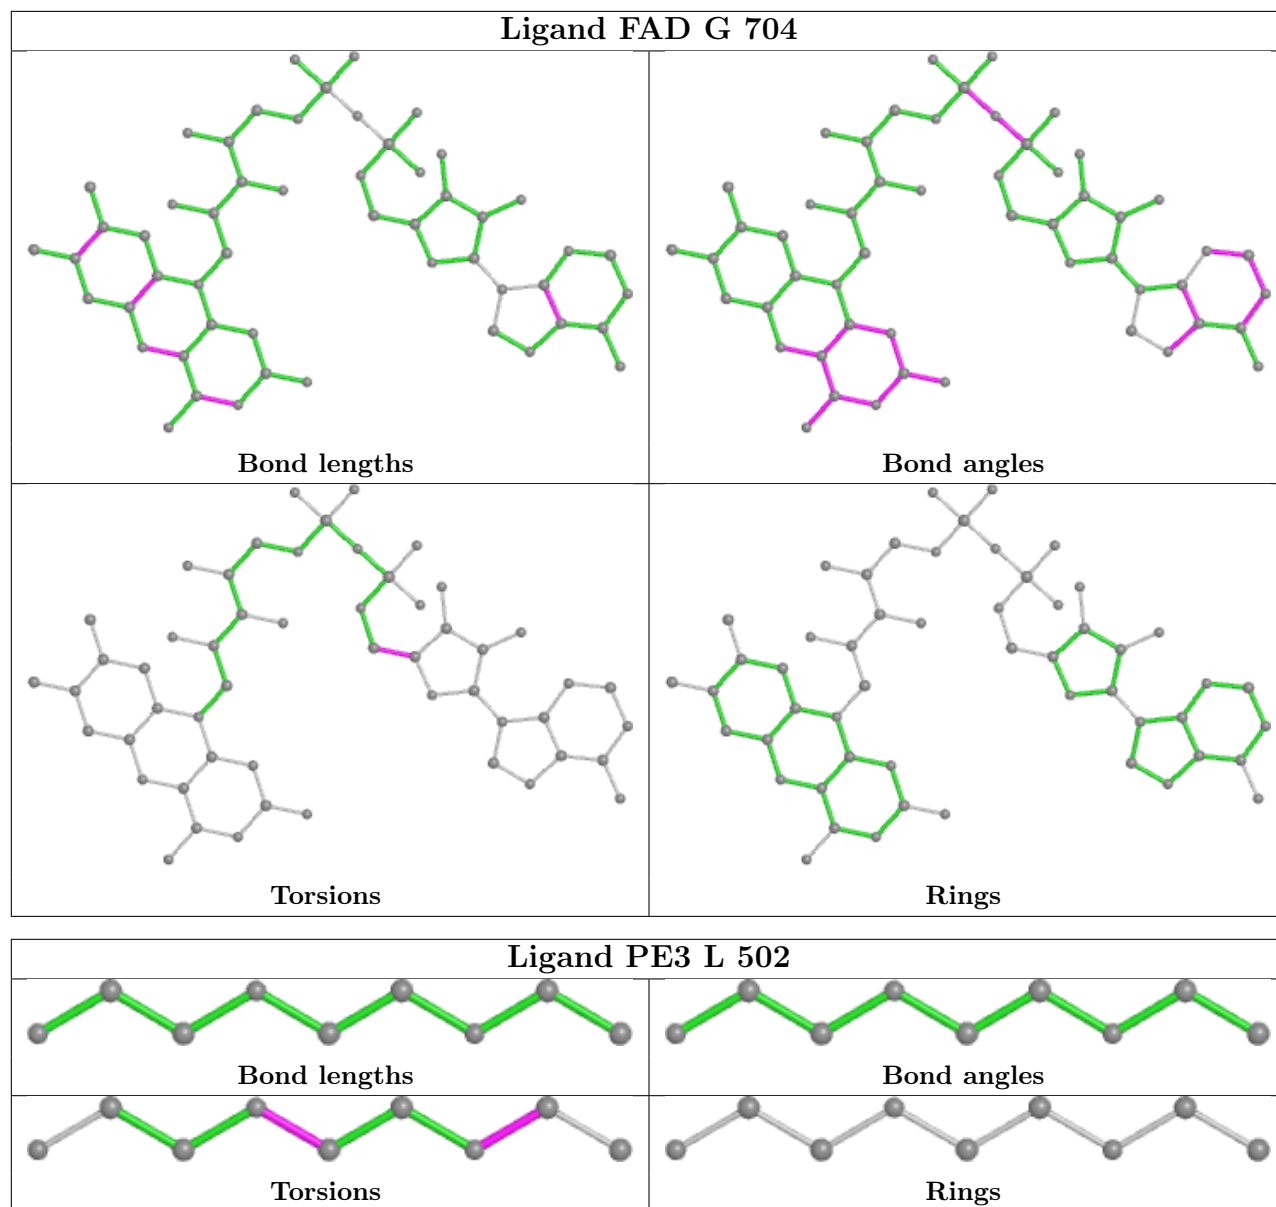 Ligand FAD G 704
Bond lengths
Bond angles
Torsions
Rings
Ligand PE3 L 502
Bond lengths
Bond angles
Torsions
Rings